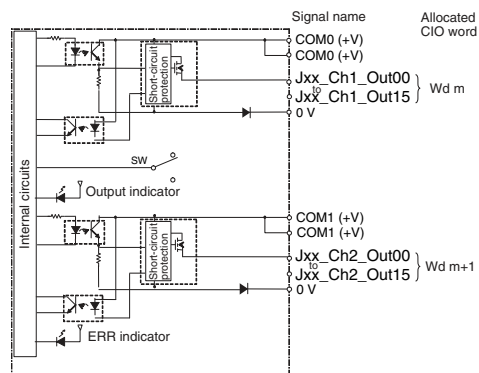 Signal name
Allocated
CIO word
COM0 (+V)
COM0 (+V)
Jxx_Ch1_Out00
to
Jxx_Ch1_Out15
Wd m
0 V
Short-circuit
protection
SW
Output indicator
Internal circuits
COM1 (+V)
COM1 (+V)
Jxx_Ch2_Out00
to
Jxx_Ch2_Out15
Wd m+1
0 V
Short-circuit
protection
ERR indicator